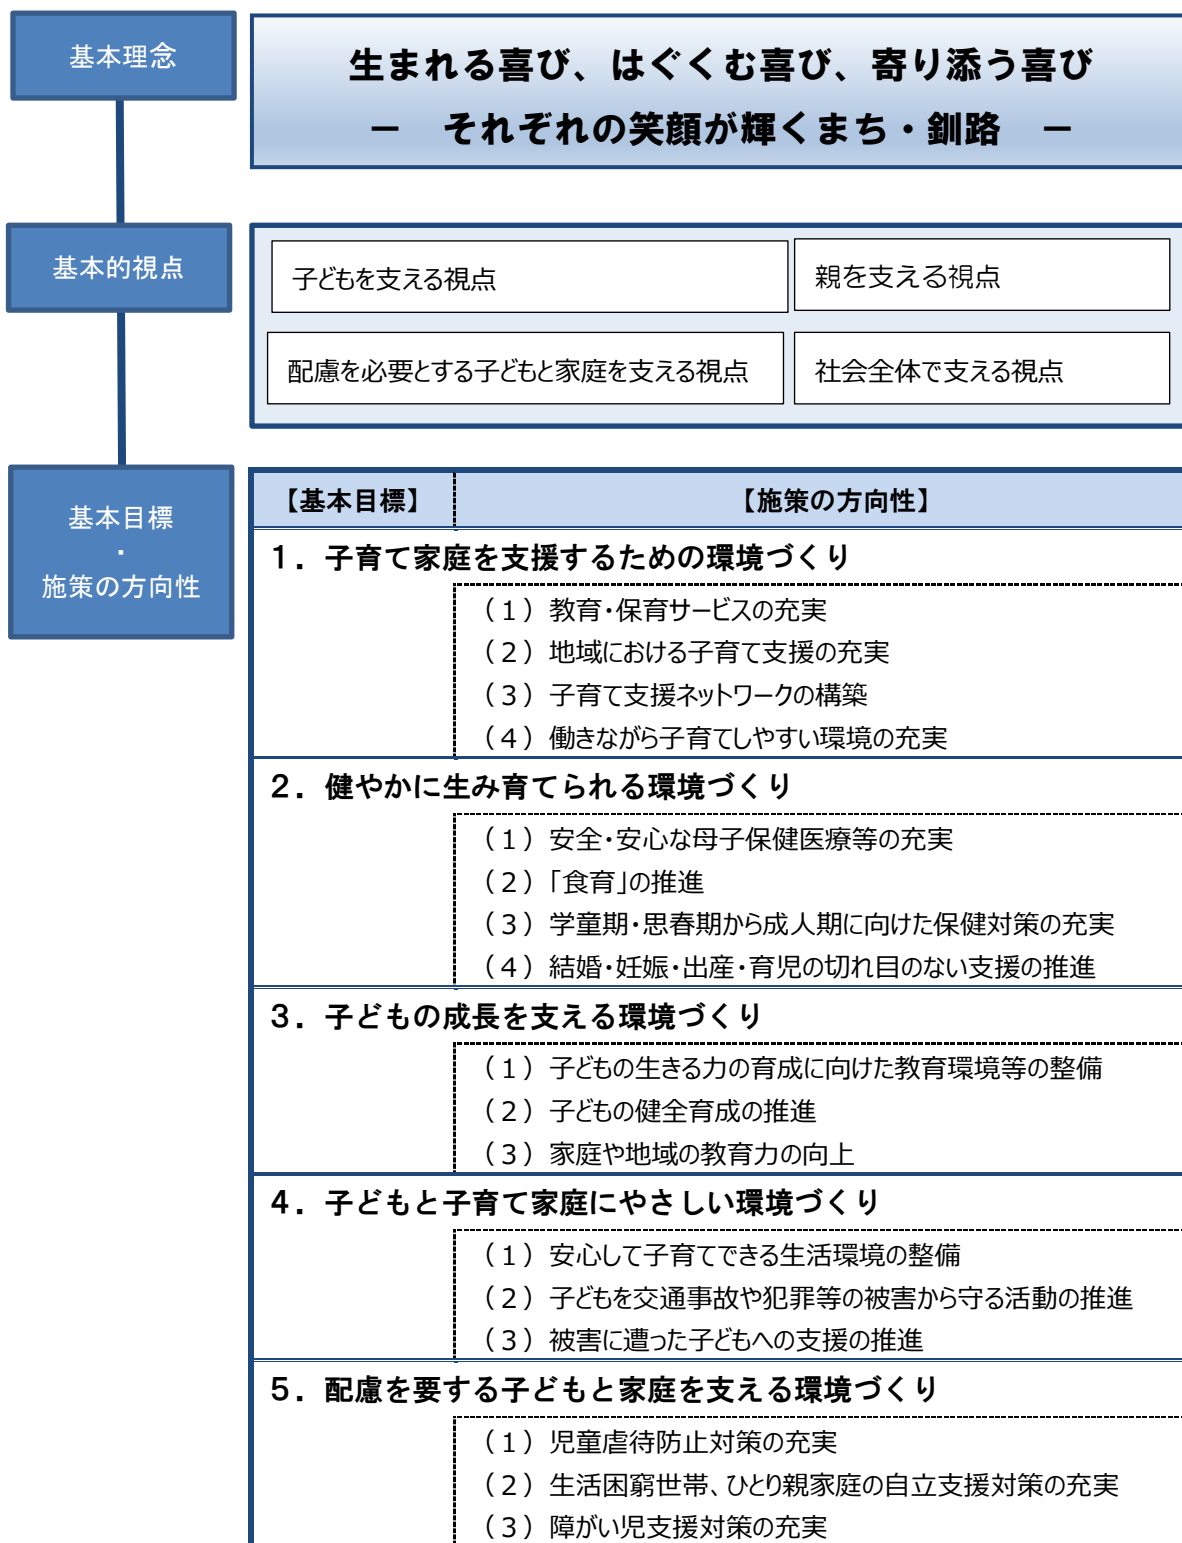 基本理念
生まれる喜び、はぐくむ喜び、寄り添う喜び
－　それぞれの笑顔が輝くまち・釧路　－
基本的視点
子どもを支える視点
親を支える視点
配慮を必要とする子どもと家庭を支える視点
社会全体で支える視点
基本目標
・
施策の方向性
【基本目標】
【施策の方向性】
１．子育て家庭を支援するための環境づくり
（１）教育・保育サービスの充実
（２）地域における子育て支援の充実
（３）子育て支援ネットワークの構築
（４）働きながら子育てしやすい環境の充実
２．健やかに生み育てられる環境づくり
（１）安全・安心な母子保健医療等の充実
（２）「食育」の推進
（３）学童期・思春期から成人期に向けた保健対策の充実
（４）結婚・妊娠・出産・育児の切れ目のない支援の推進
３．子どもの成長を支える環境づくり
（１）子どもの生きる力の育成に向けた教育環境等の整備
（２）子どもの健全育成の推進
（３）家庭や地域の教育力の向上
４．子どもと子育て家庭にやさしい環境づくり
（１）安心して子育てできる生活環境の整備
（２）子どもを交通事故や犯罪等の被害から守る活動の推進
（３）被害に遭った子どもへの支援の推進
５．配慮を要する子どもと家庭を支える環境づくり
（１）児童虐待防止対策の充実
（２）生活困窮世帯、ひとり親家庭の自立支援対策の充実
（３）障がい児支援対策の充実